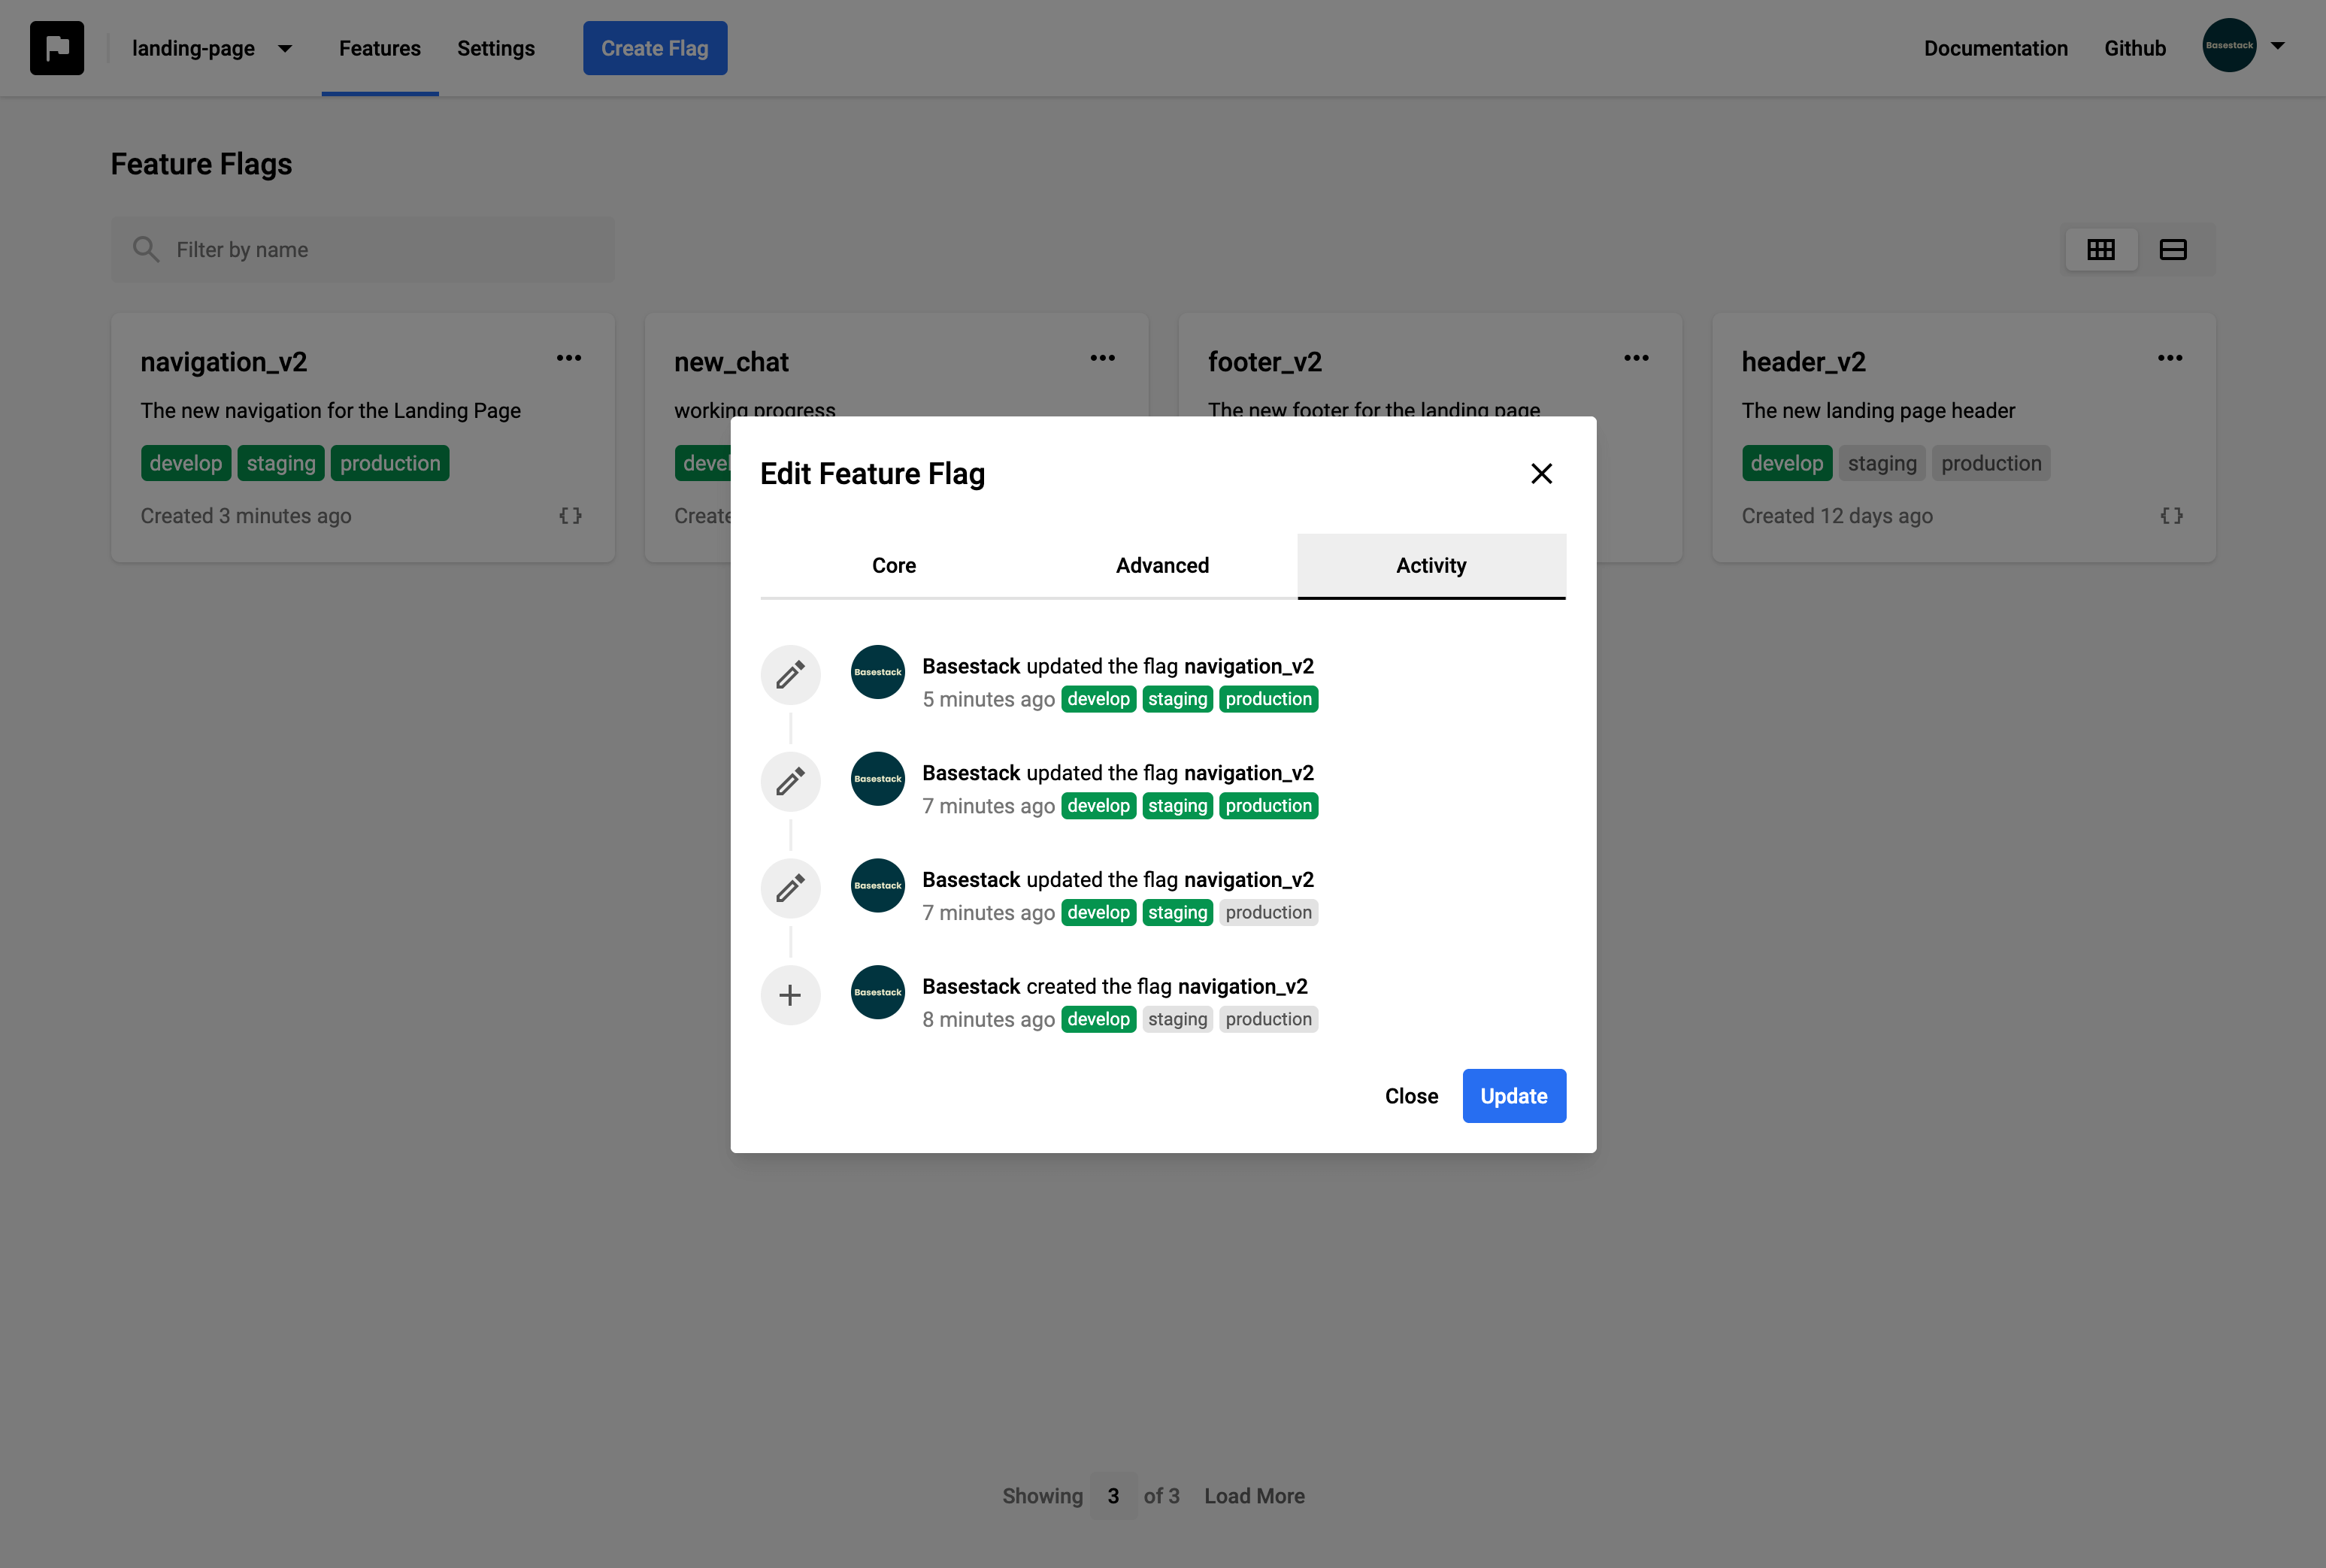 landing-page Features Settings Create Flag Documentation Github Basestack
Feature Flags
Filter by name
navigation_v2
The new navigation for the Landing Page
develop staging production
Created 3 minutes ago {}
new_chat
working progress
footer_v2
The new footer for the landing page
header_v2
The new landing page header
develop staging production
Created 12 days ago {}
Edit Feature Flag
Core Advanced Activity
Basestack
Basestack updated the flag navigation_v2
5 minutes ago develop staging production
Basestack
Basestack updated the flag navigation_v2
7 minutes ago develop staging production
Basestack
Basestack updated the flag navigation_v2
7 minutes ago develop staging production
Basestack
Basestack created the flag navigation_v2
8 minutes ago develop staging production
Close Update
Showing 3 of 3 Load More